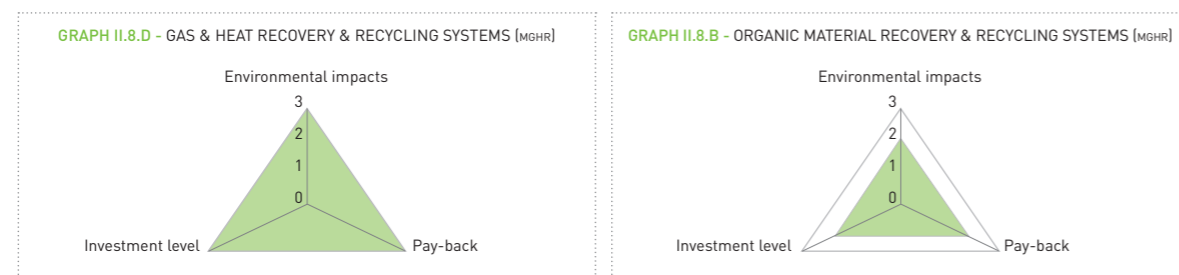 GRAPH II.8.D - GAS & HEAT RECOVERY & RECYCLING SYSTEMS (MGHR)
Environmental impacts
3
2
1
0
Investment level
Pay-back
GRAPH II.8.B - ORGANIC MATERIAL RECOVERY & RECYCLING SYSTEMS (MGHR)
Environmental impacts
3
2
1
0
Investment level
Pay-back